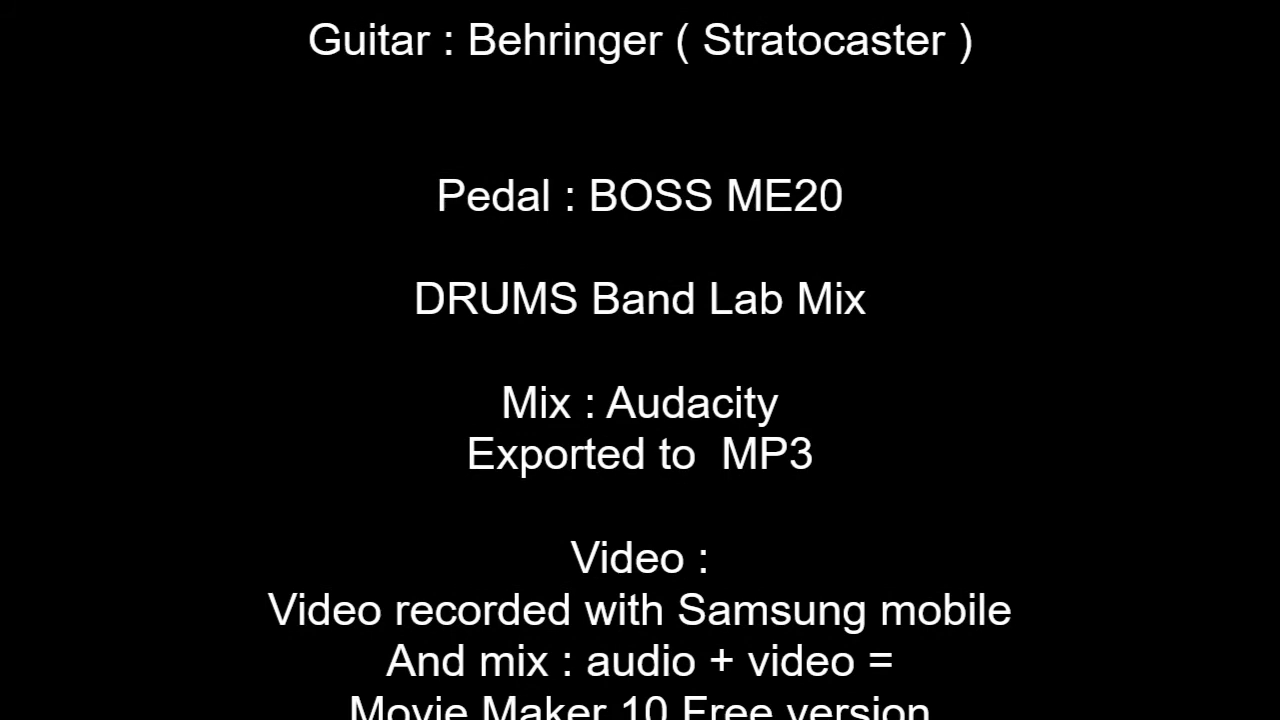 Guitar : Behringer ( Stratocaster )
Pedal : BOSS ME20
DRUMS Band Lab Mix
Mix : Audacity
Exported to  MP3
Video :
Video recorded with Samsung mobile
And mix : audio + video =
Movie Maker 10 Free version